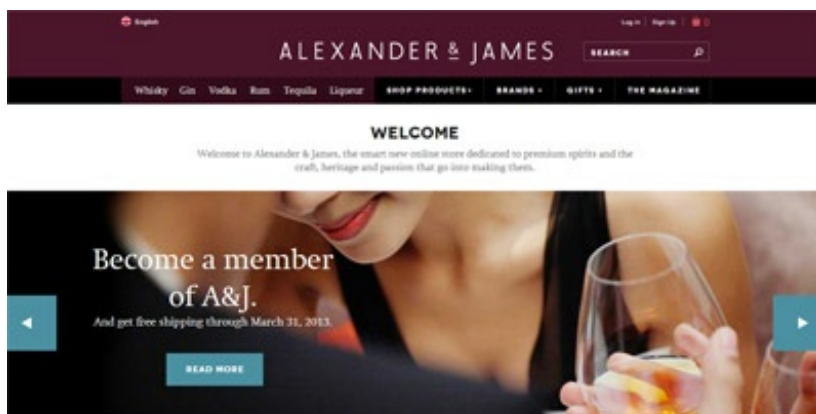 English
Log in | Sign Up | 0
ALEXANDER & JAMES
SEARCH
Whisky Gin Vodka Rum Tequila Liqueur SHOP PRODUCTS BRANDS GIFTS THE MAGAZINE
WELCOME
Welcome to Alexander & James, the smart new online store dedicated to premium spirits and the
craft, heritage and passion that go into making them.
Become a member
of A&J.
And get free shipping through March 31, 2013.
READ MORE